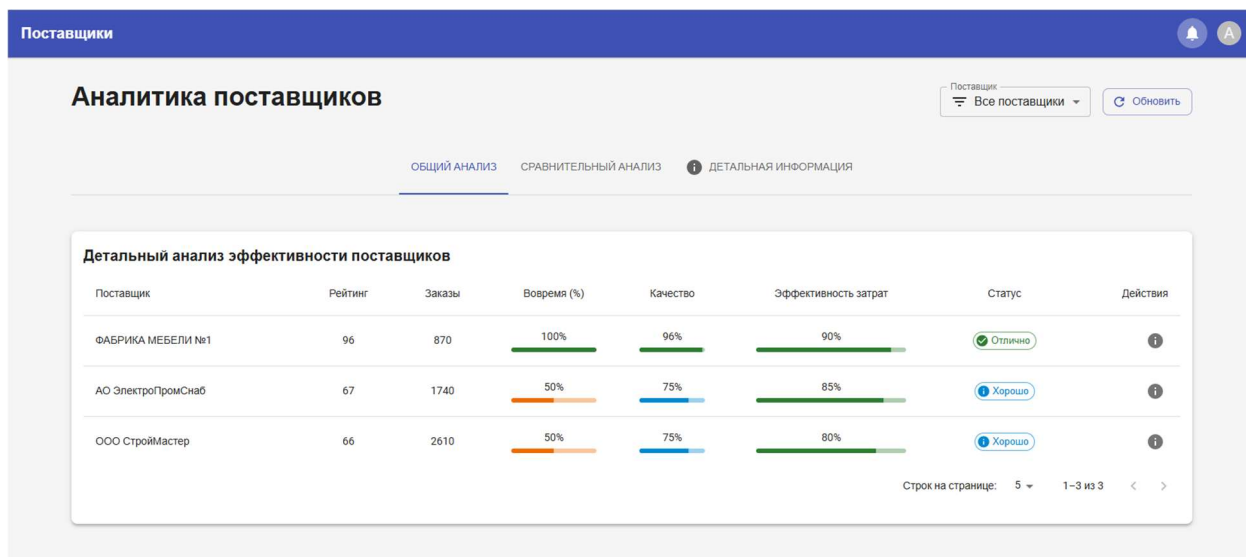 Поставщики
A
Аналитика поставщиков
Поставщик
Все поставщики
Обновить
ОБЩИЙ АНАЛИЗ СРАВНИТЕЛЬНЫЙ АНАЛИЗ ДЕТАЛЬНАЯ ИНФОРМАЦИЯ
Детальный анализ эффективности поставщиков
Поставщик Рейтинг Заказы Вовремя (%) Качество Эффективность затрат Статус Действия
ФАБРИКА МЕБЕЛИ №1 96 870 100% 96% 90% Отлично
АО ЭлектроПромСнаб 67 1740 50% 75% 85% Хорошо
ООО СтройМастер 66 2610 50% 75% 80% Хорошо
Строк на странице: 5 1–3 из 3